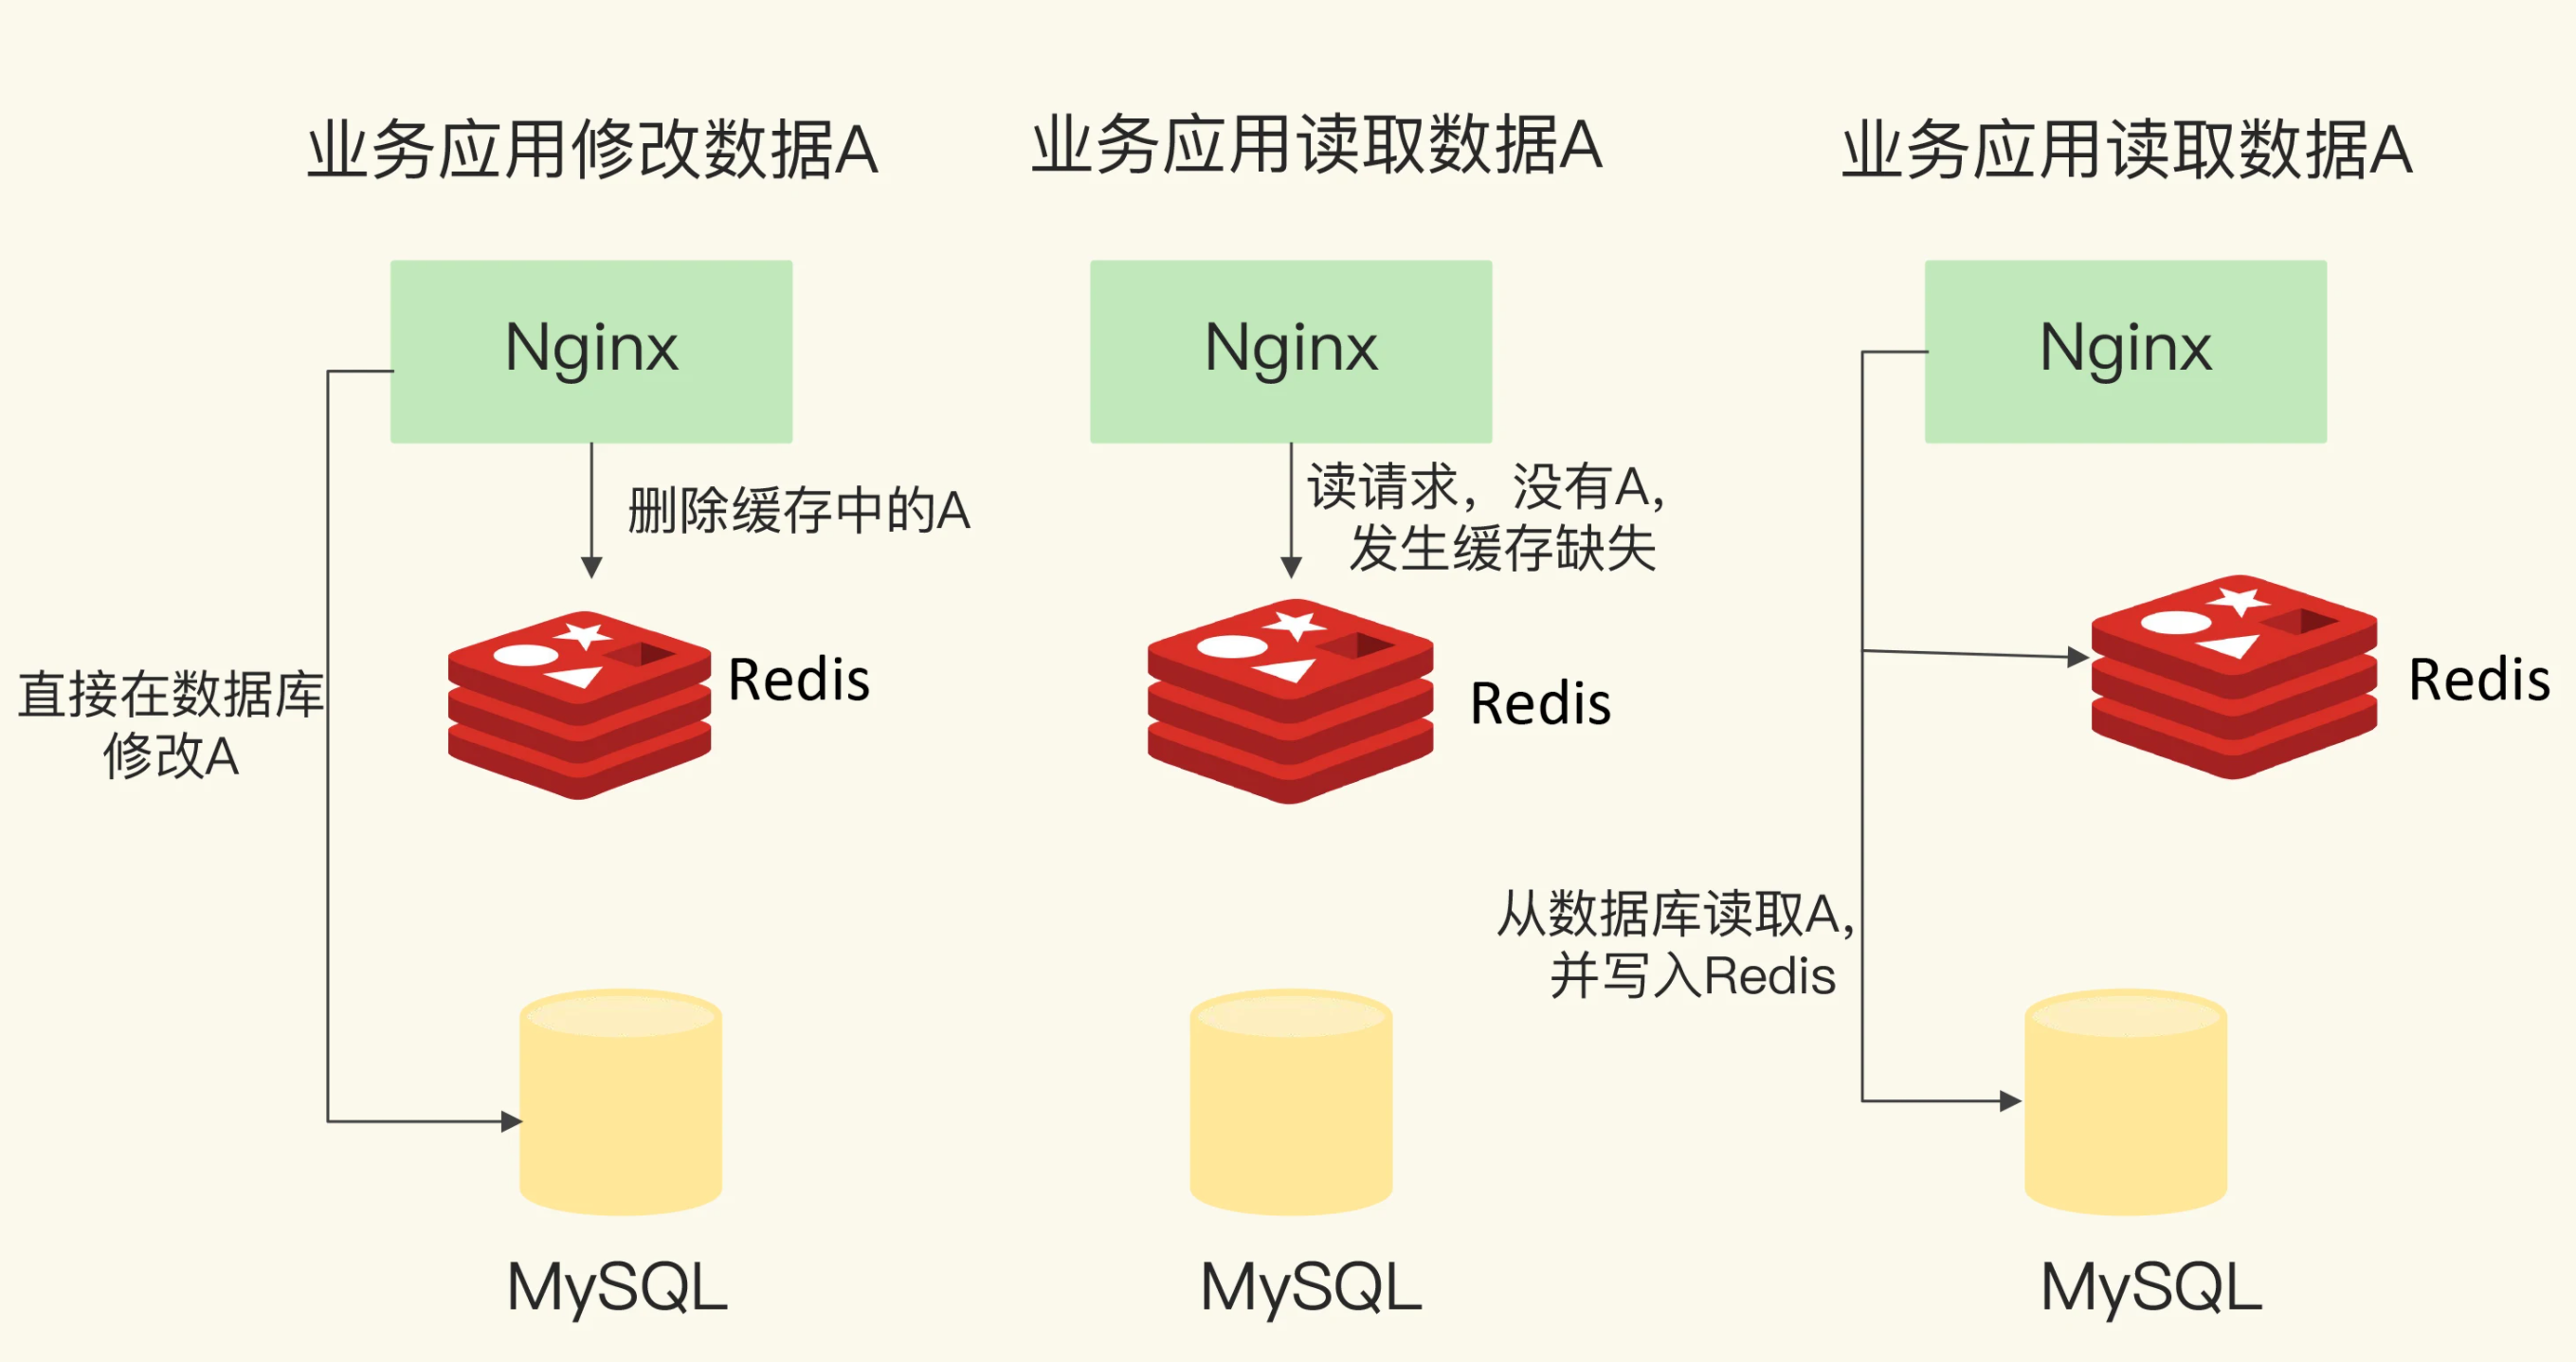 业务应用修改数据A
业务应用读取数据A
业务应用读取数据A
Nginx
Nginx
Nginx
删除缓存中的A
读请求，没有A，
发生缓存缺失
直接在数据库
修改A
Redis
Redis
Redis
从数据库读取A，
并写入Redis
MySQL
MySQL
MySQL